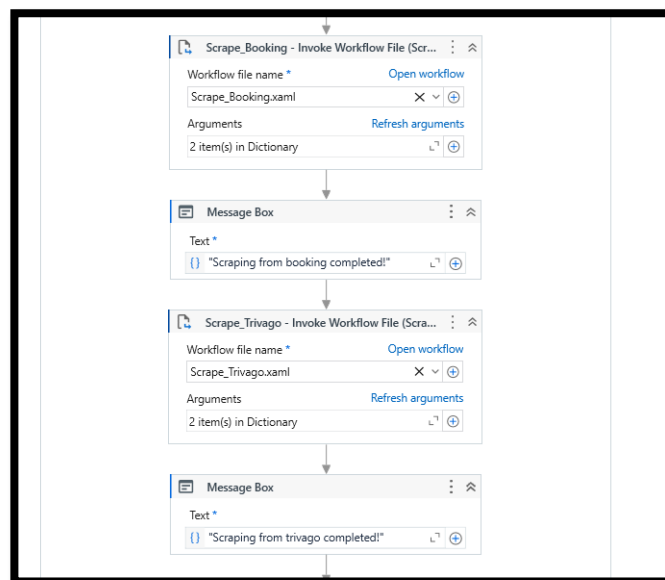 Scrape_Booking - Invoke Workflow File (Scr...
Workflow file name * Open workflow
Scrape_Booking.xaml
Arguments Refresh arguments
2 item(s) in Dictionary
Message Box
Text *
{} "Scraping from booking completed!"
Scrape_Trivago - Invoke Workflow File (Scra...
Workflow file name * Open workflow
Scrape_Trivago.xaml
Arguments Refresh arguments
2 item(s) in Dictionary
Message Box
Text *
{} "Scraping from trivago completed!"